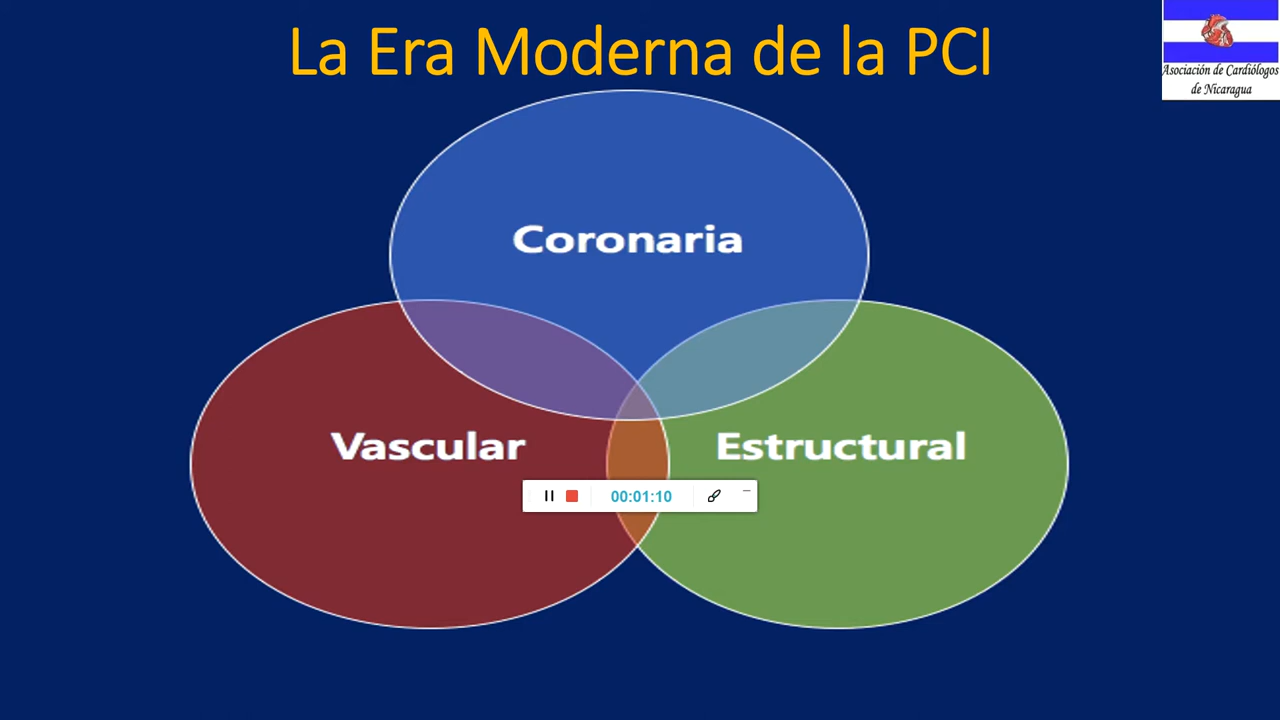 La Era Moderna de la PCI
Asociación de Cardiólogos
de Nicaragua
Coronaria
Vascular
Estructural
00:01:10